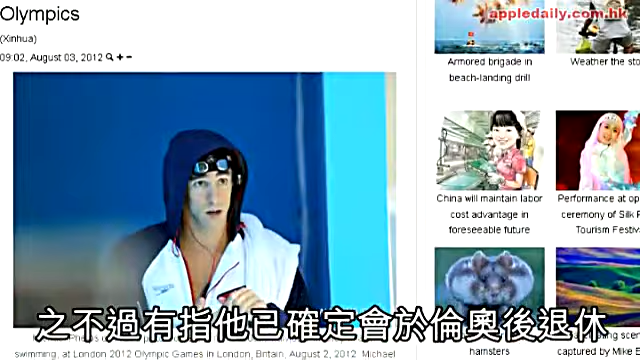 Olympics
(Xinhua)
09:02, August 03, 2012
appledaily.com.hk
Armored brigade in
beach-landing drill
Weather the sto
China will maintain labor
cost advantage in
foreseeable future
Performance at op
ceremony of Silk
Tourism Festiva
hamsters
captured by Mike
speedo
之不過有指他已確定會於倫奧後退休
swimming, at London 2012 Olympic Games in London, Britain, August 2, 2012. Michael